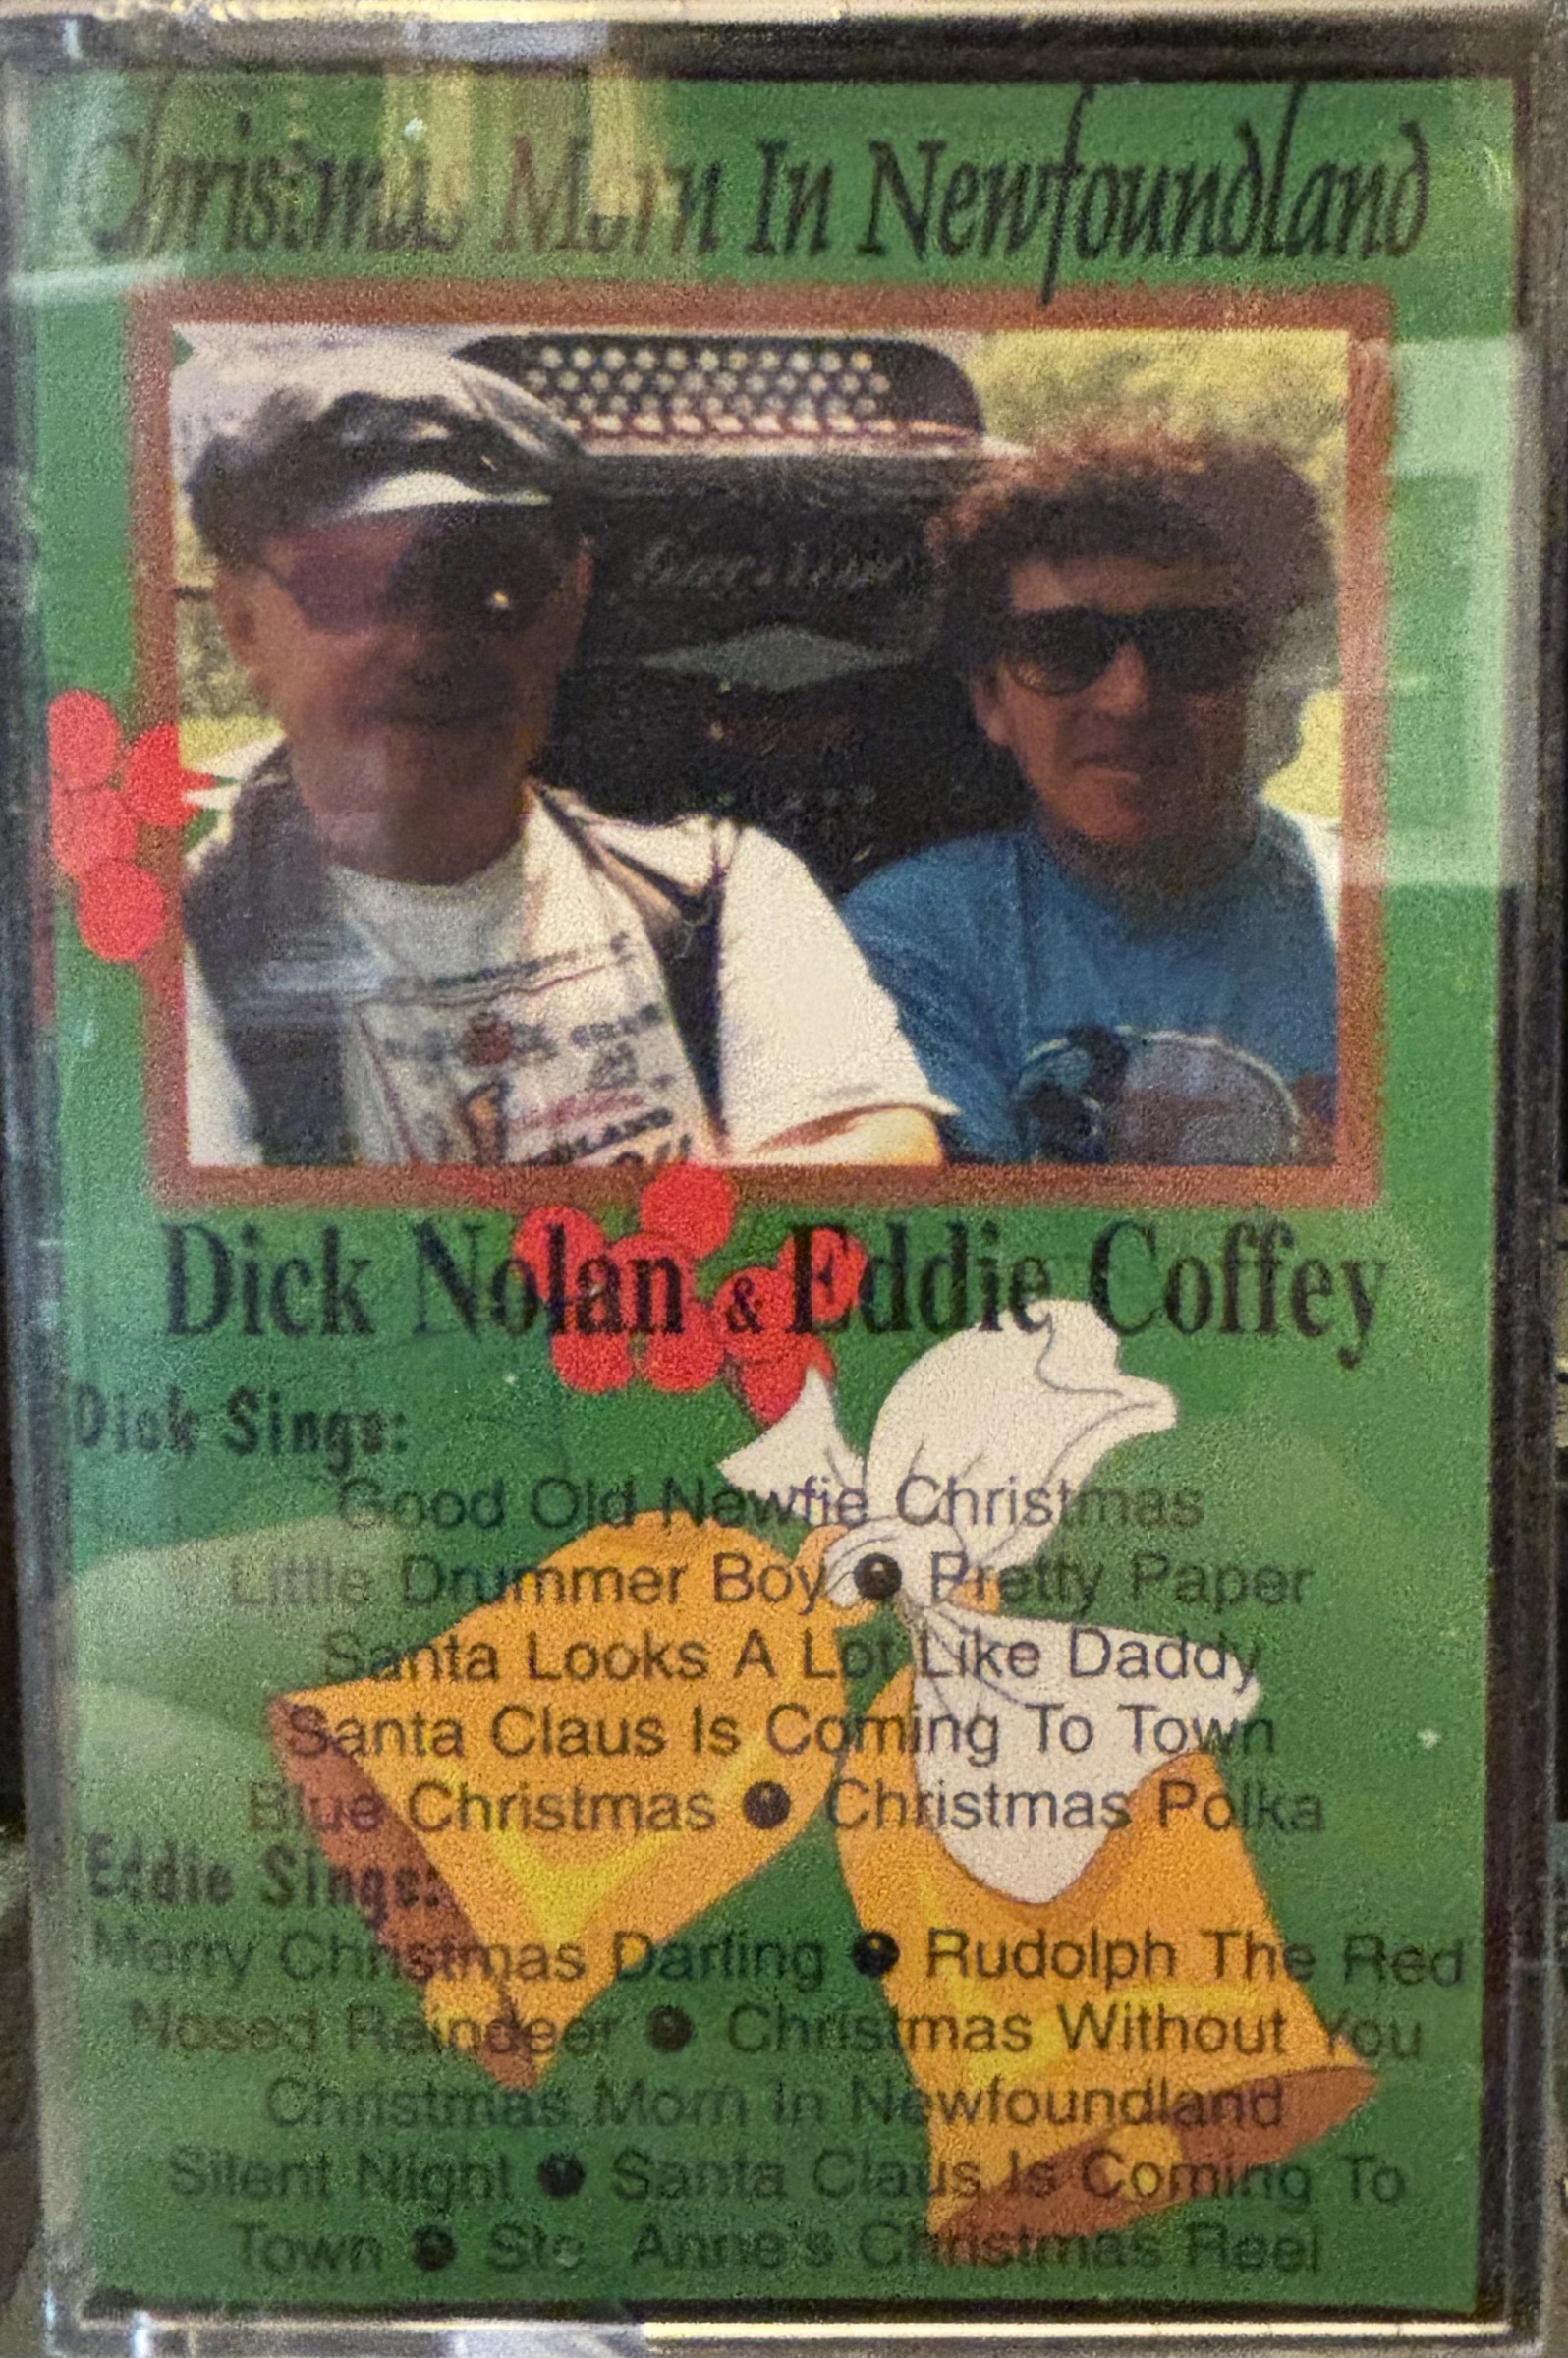 Christmas Morn In Newfoundland
Dick Nolan & Eddie Coffey
Dick Sings:
Good Old Newfie Christmas
Little Drummer Boy ● Pretty Paper
Santa Looks A Lot Like Daddy
Santa Claus Is Coming To Town
Blue Christmas ● Christmas Polka
Eddie Sings:
Merry Christmas Darling ● Rudolph The Red
Nosed Reindeer ● Christmas Without You
Christmas Morn In Newfoundland
Silent Night ● Santa Claus Is Coming To
Town ● Ste. Anne's Christmas Reel